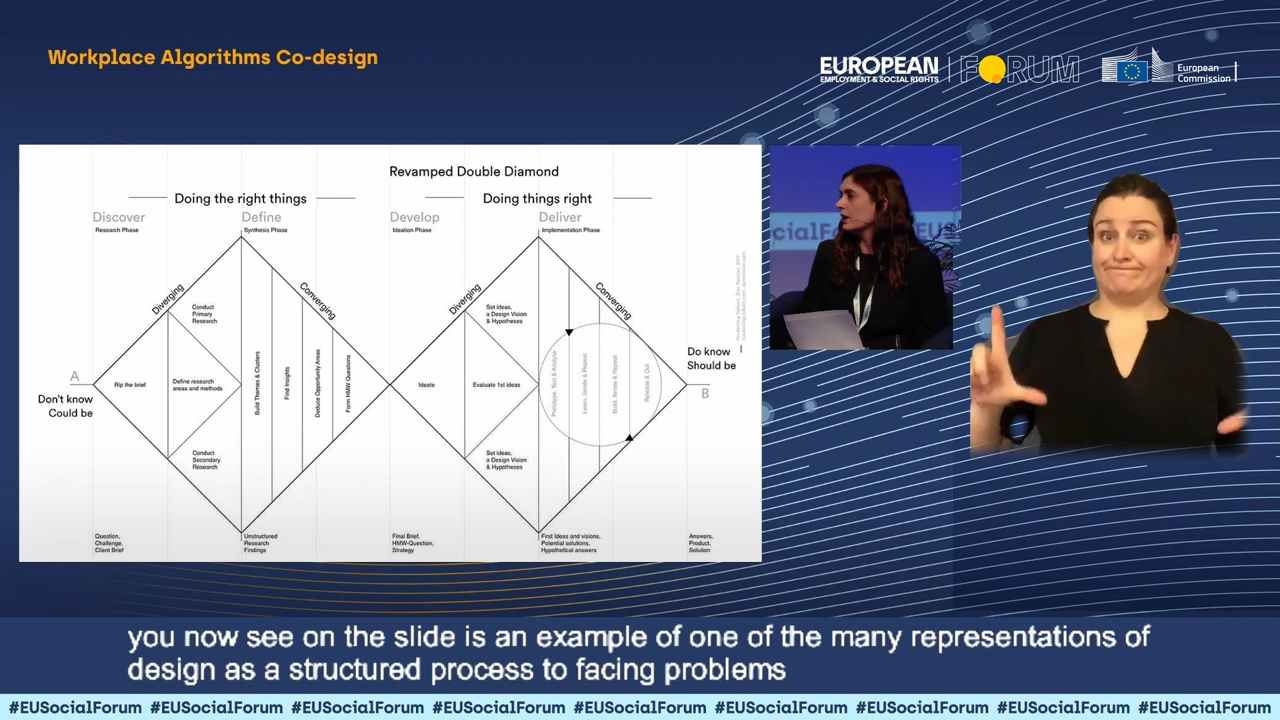 Workplace Algorithms Co-design
EUROPEAN
EMPLOYMENT & SOCIAL RIGHTS
FORUM
European
Commission
Revamped Double Diamond
Doing the right things
Doing things right
Discover
Research Phase
Define
Synthesis Phase
Develop
Ideation Phase
Deliver
Implementation Phase
Diverging
Converging
Diverging
Converging
Conduct
Primary
Research
Set ideas,
a Design Vision
& Hypotheses
A
Don't know
Could be
Rip the brief
Define research
areas and methods
Build Themes & Clusters
Find Insights
Deduce Opportunity Areas
Form HMW Questions
Ideate
Evaluate 1st ideas
Prototype, Test & Analyse
Learn, Iterate & Repeat
Build, Iterate & Repeat
Release & Out
Do know
Should be
B
Conduct
Secondary
Research
Set ideas,
a Design Vision
& Hypotheses
Question,
Challenge,
Client Brief
Unstructured
Research
Findings
Final Brief,
HMW-Question,
Strategy
First Ideas and visions,
Potential solutions,
Hypothetical answers
Answers,
Product,
Solution
cialF
EUS
you now see on the slide is an example of one of the many representations of
design as a structured process to facing problems
#EUSocialForum #EUSocialForum #EUSocialForum #EUSocialForum #EUSocialForum #EUSocialForum #EUSocialForum #EUSocialForum #EUSocialForum